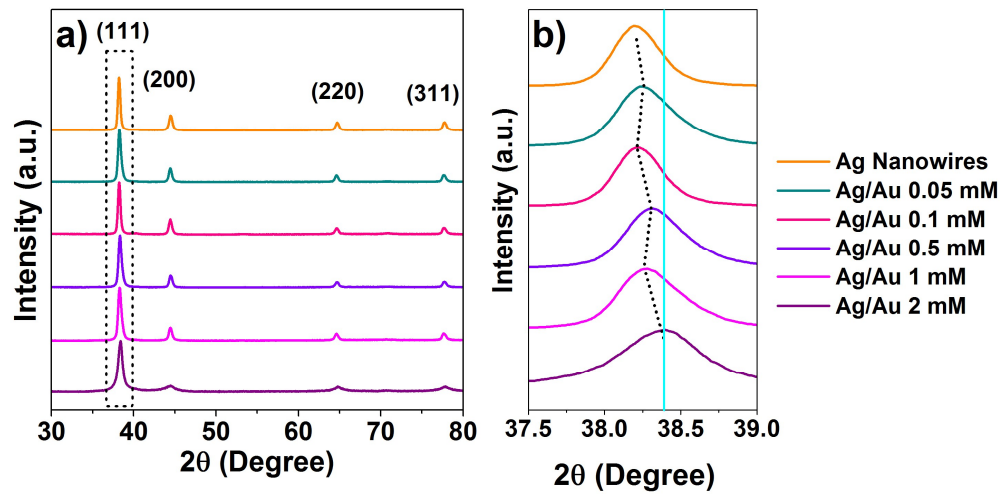 a)
(111)
(200)
(220)
(311)
Intensity (a.u.)
30 40 50 60 70 80
2θ (Degree)
b)
Intensity (a.u.)
37.5 38.0 38.5 39.0
2θ (Degree)
Ag Nanowires
Ag/Au 0.05 mM
Ag/Au 0.1 mM
Ag/Au 0.5 mM
Ag/Au 1 mM
Ag/Au 2 mM